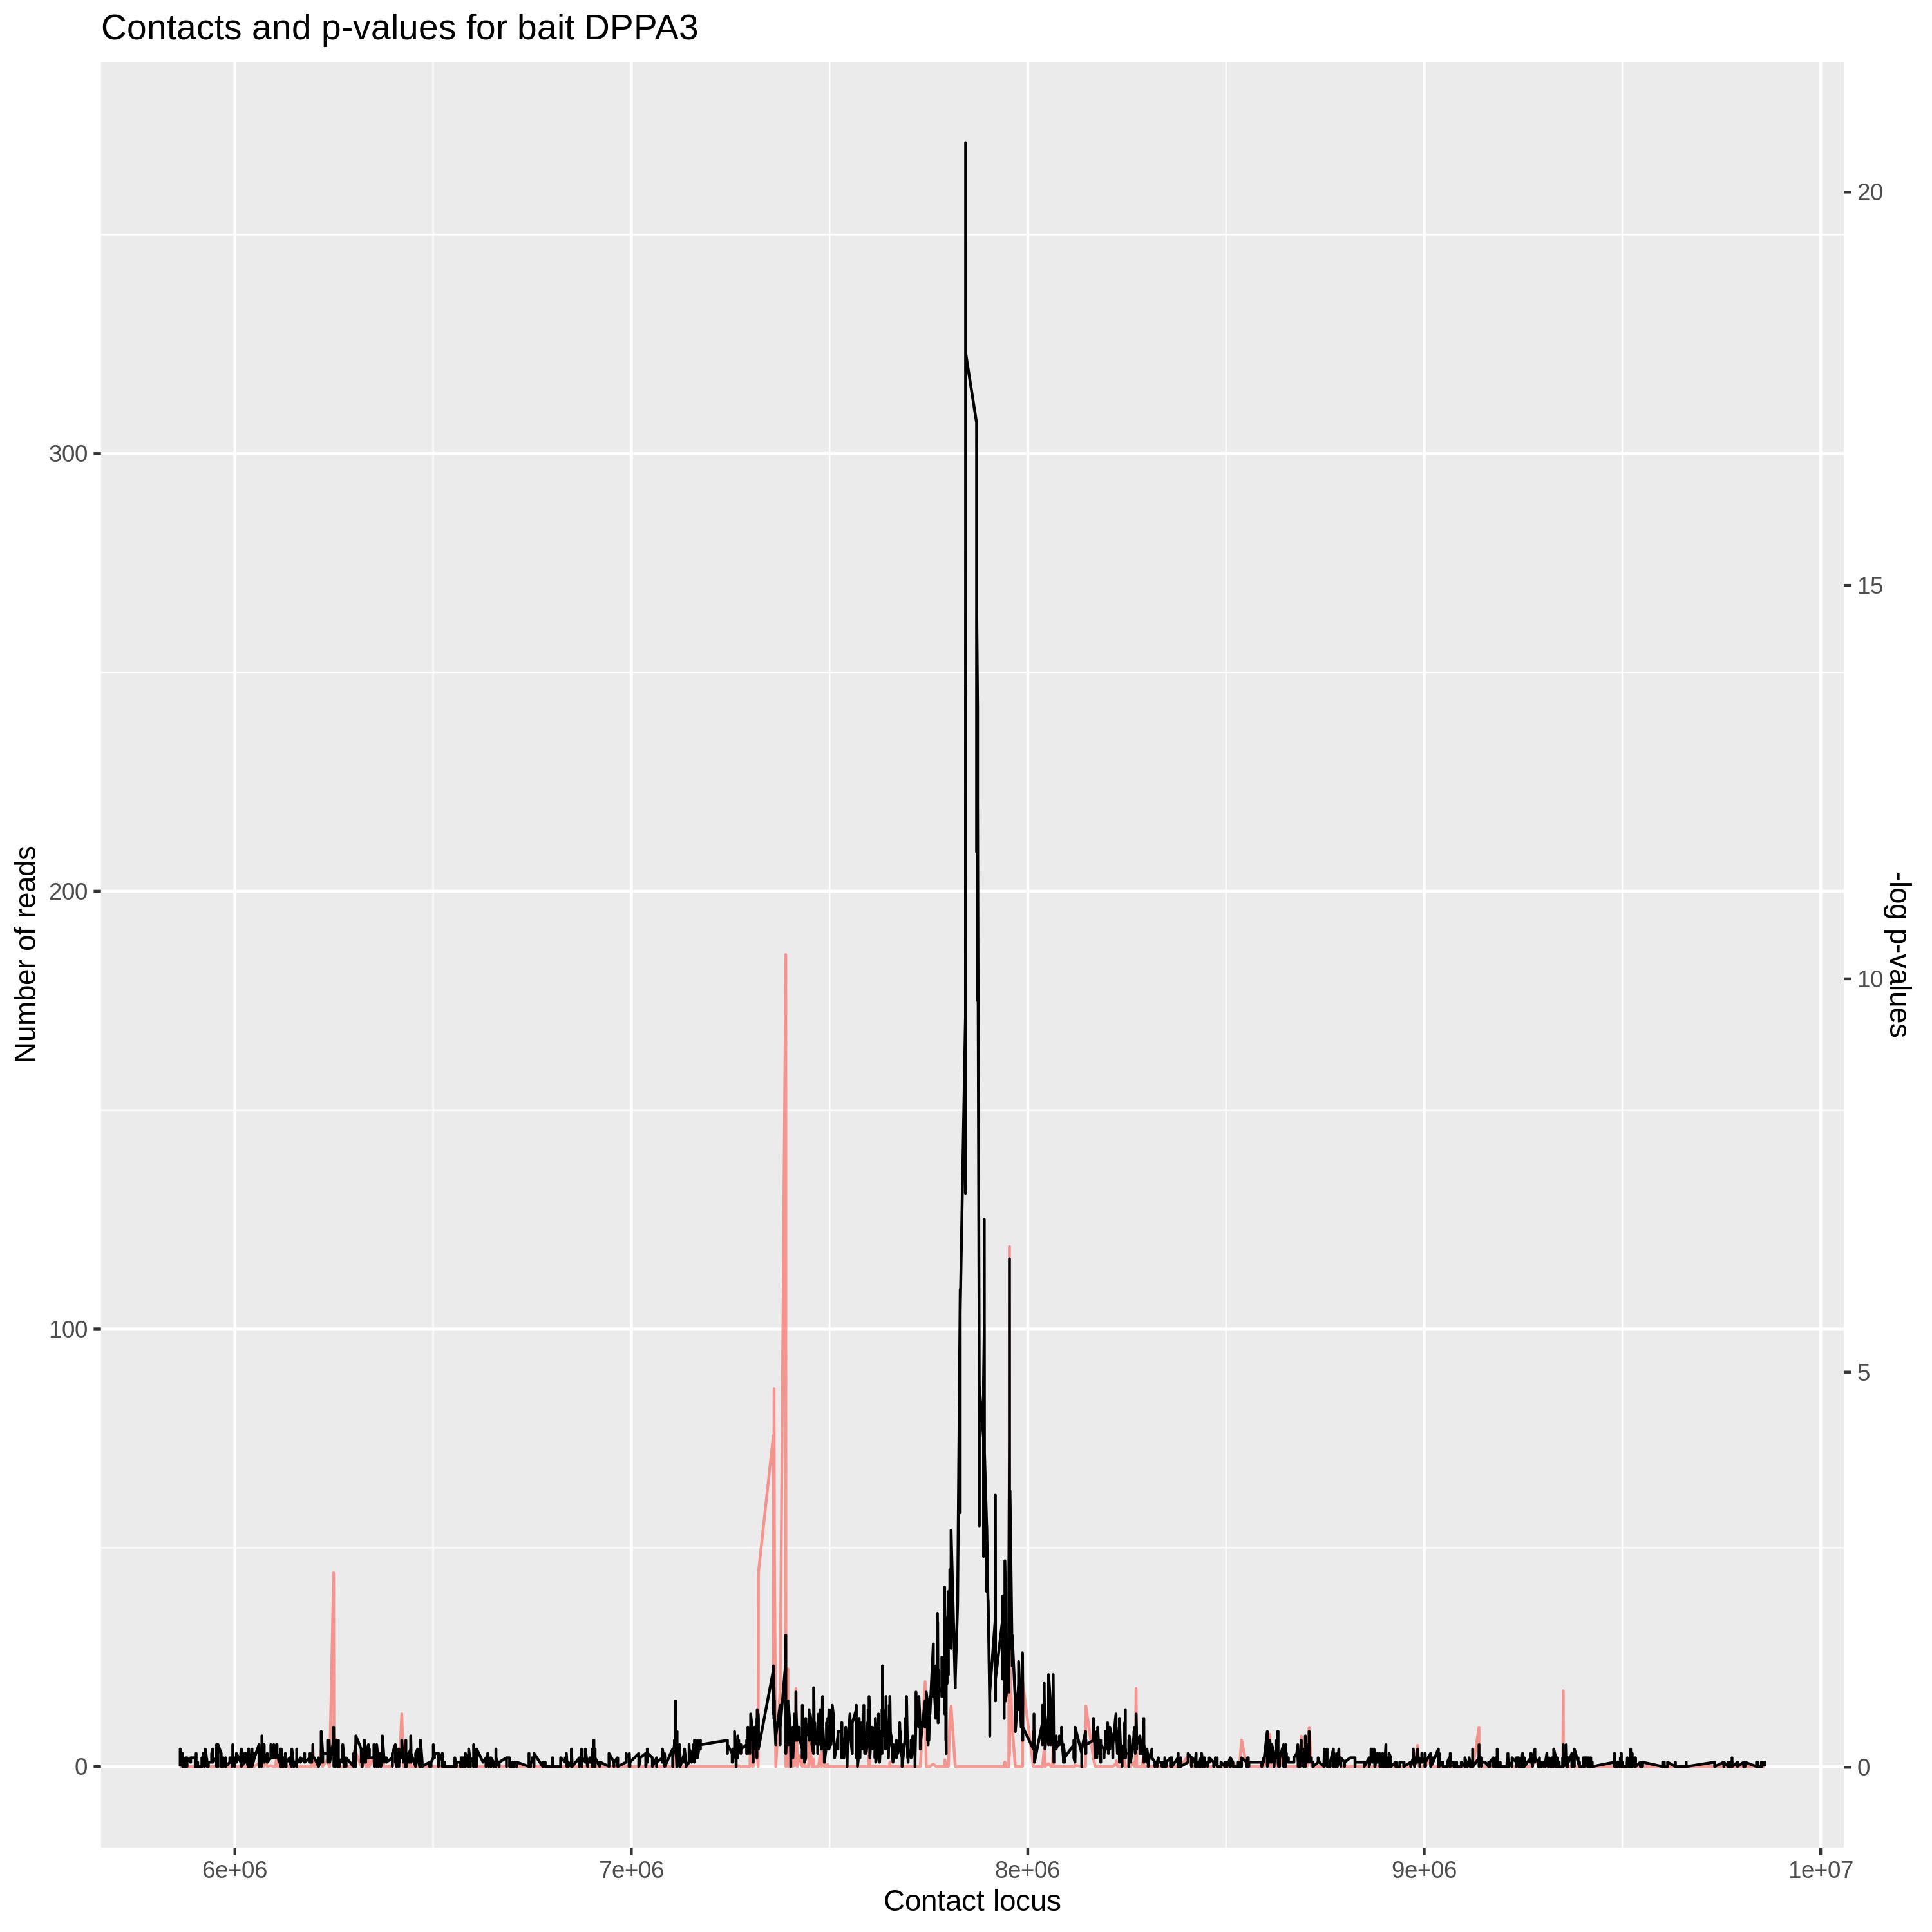 Contacts and p-values for bait DPPA3
Number of reads
300
200
100
0
20
15
10
5
0
-log p-values
6e+06
7e+06
8e+06
9e+06
1e+07
Contact locus